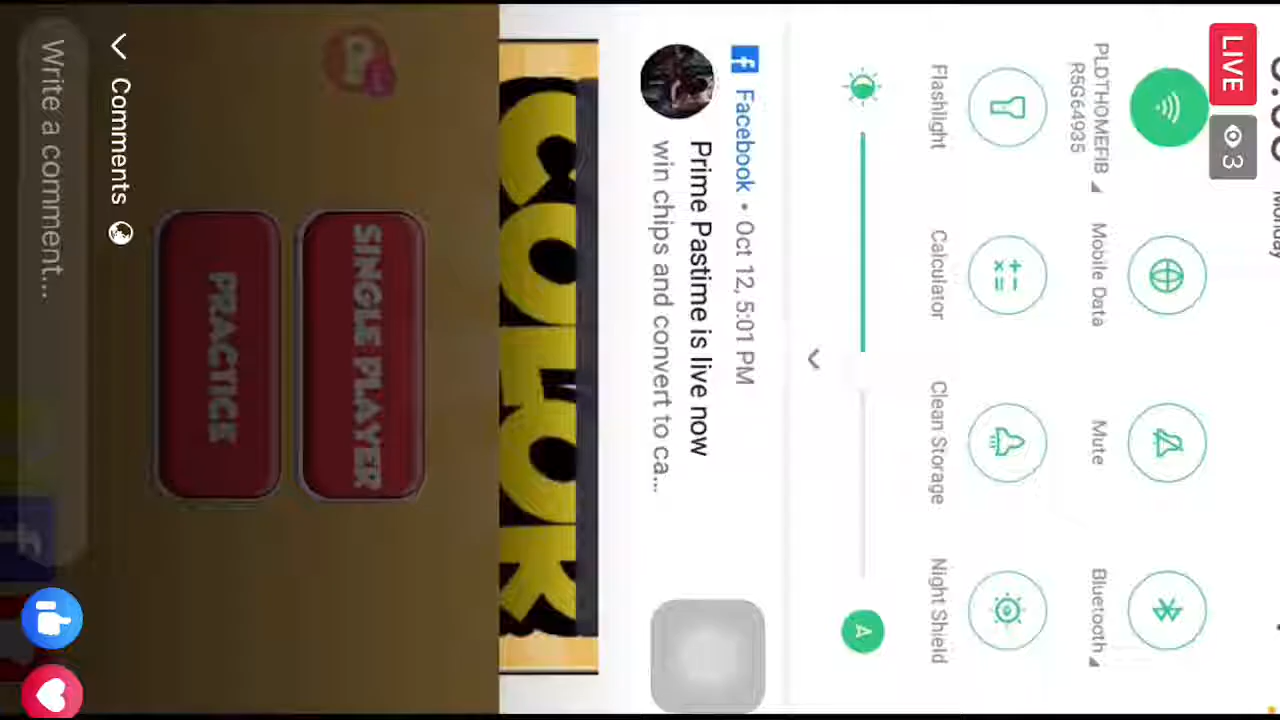 LIVE
3
Monday
PLDTHOMEFIB
R5G64935
Mobile Data
Mute
Bluetooth
Flashlight
Calculator
Clean Storage
Night Shield
A
Facebook • Oct 12, 5:01 PM
Prime Pastime is live now
win chips and convert to ca...
COLOR
SINGLE PLAYER
PRACTICE
Comments
Write a comment...